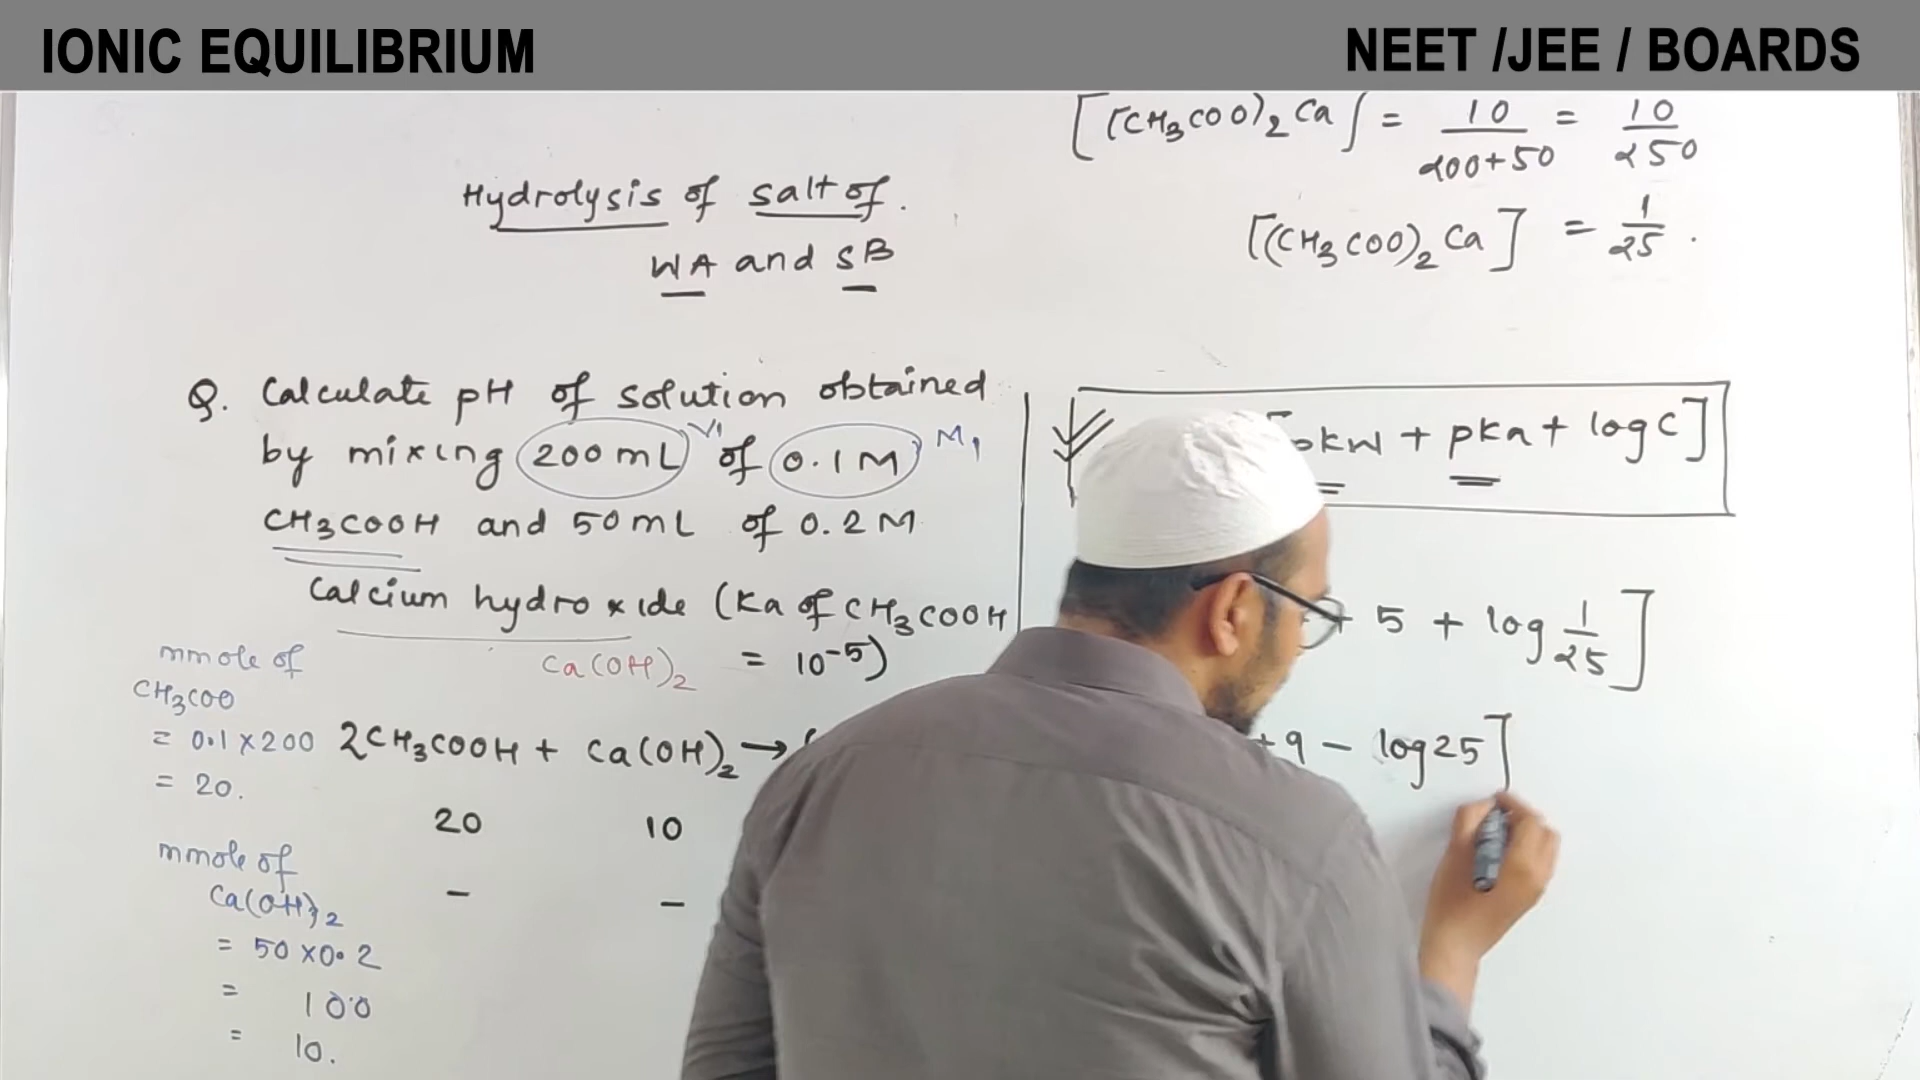 IONIC EQUILIBRIUM
NEET /JEE / BOARDS
[(CH₃COO)₂Ca] = 10/200+50 = 10/250
[(CH₃COO)₂Ca] = 1/25 .
Hydrolysis of salt of.
WA and SB
Q. Calculate pH of solution obtained
by mixing 200 mL V₁ of 0.1 M M₁
CH₃COOH and 50 mL of 0.2 M
Calcium hydroxide (Ka of CH₃COOH
Ca(OH)₂ = 10⁻⁵)
mmole of
CH₃COO
= 0.1 × 200
= 20.
2CH₃COOH + Ca(OH)₂ → (
20 10
– –
mmole of
Ca(OH)₂
= 50 × 0.2
= 10.0
= 10.
pKw + pKa + log C]
+ 5 + log 1/25]
+ 9 – log 25]